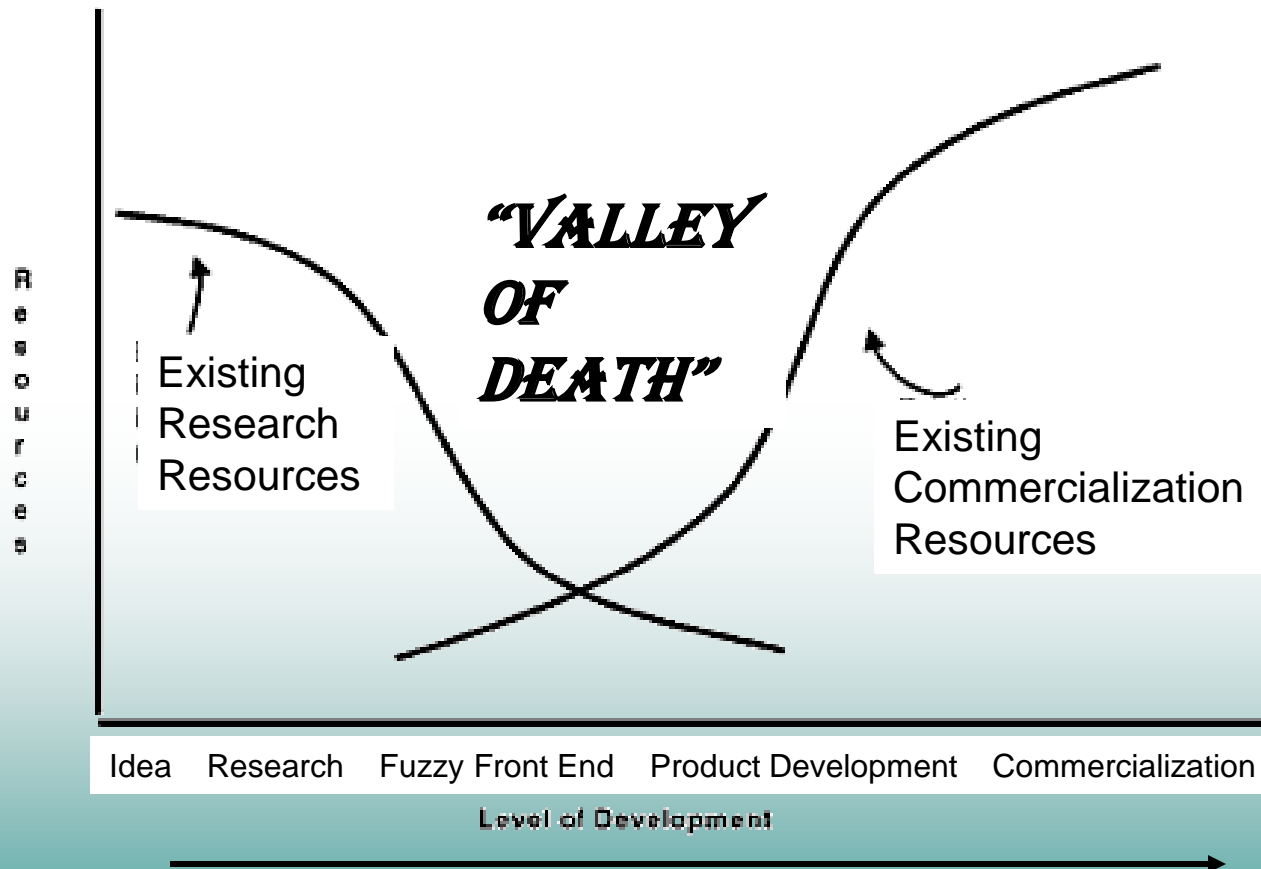 “VALLEY
OF
DEATH”
Resources
Existing
Research
Resources
Existing
Commercialization
Resources
Idea Research Fuzzy Front End Product Development Commercialization
Level of Development